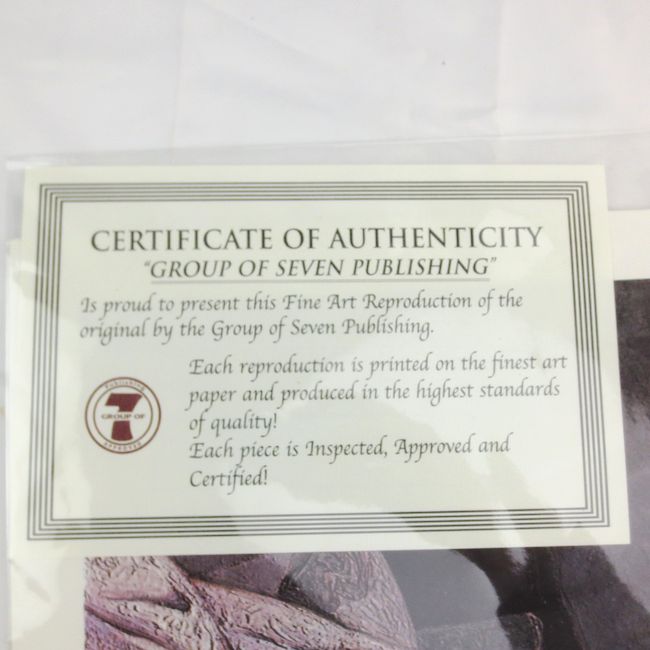 CERTIFICATE OF AUTHENTICITY
"GROUP OF SEVEN PUBLISHING"
Is proud to present this Fine Art Reproduction of the
original by the Group of Seven Publishing.
Each reproduction is printed on the finest art
paper and produced in the highest standards
of quality!
Each piece is Inspected, Approved and
Certified!
Publishing
7
GROUP OF
APPROVED